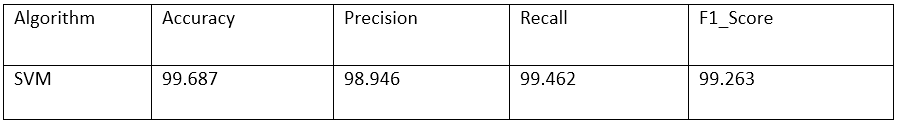 Algorithm Accuracy Precision Recall F1_Score
SVM 99.687 98.946 99.462 99.263